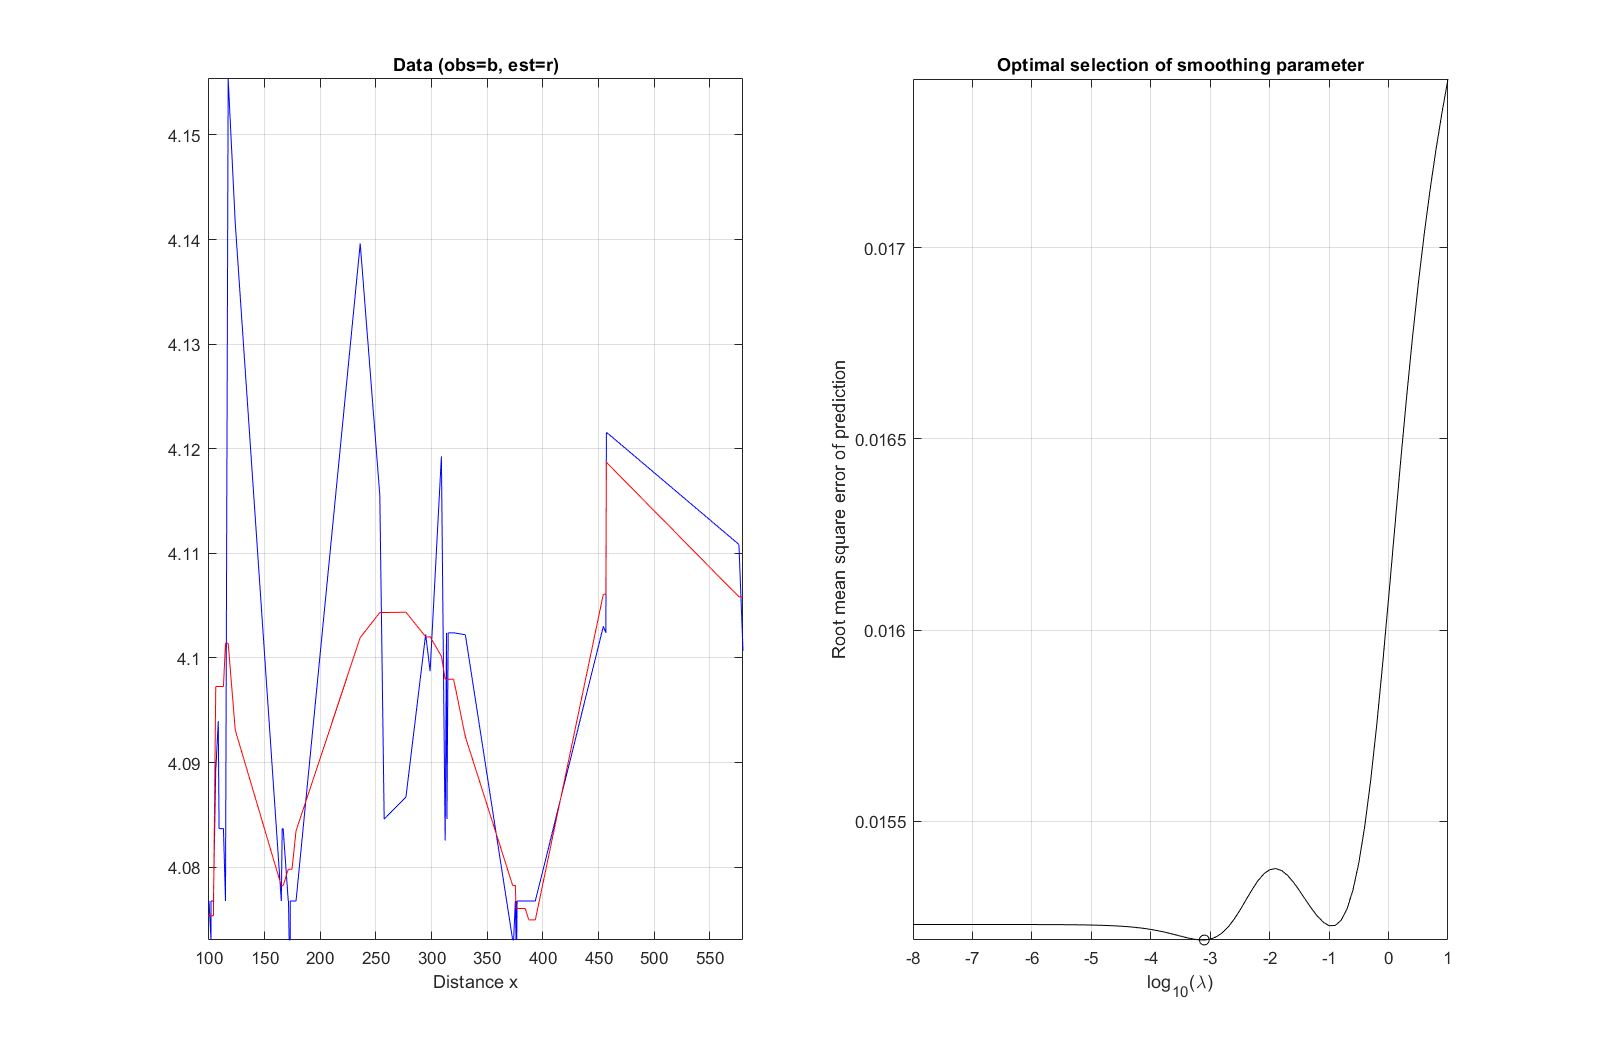 Data (obs=b, est=r)
4.15
4.14
4.13
4.12
4.11
4.1
4.09
4.08
100 150 200 250 300 350 400 450 500 550
Distance x
Optimal selection of smoothing parameter
Root mean square error of prediction
0.017
0.0165
0.016
0.0155
-8 -7 -6 -5 -4 -3 -2 -1 0 1
log10(λ)